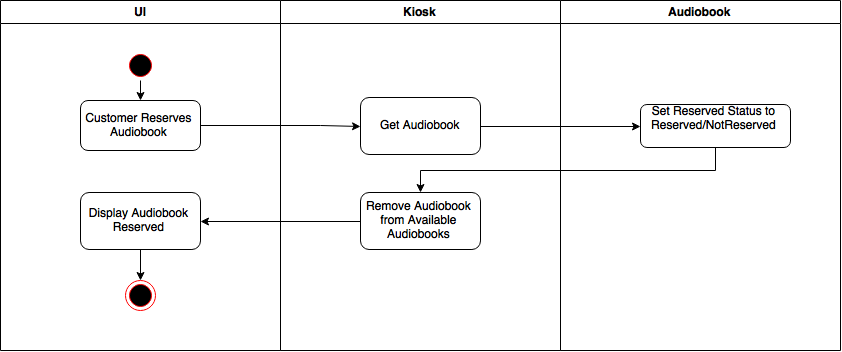 UI
Kiosk
Audiobook
Customer Reserves
Audiobook
Get Audiobook
Set Reserved Status to
Reserved/NotReserved
Display Audiobook
Reserved
Remove Audiobook
from Available
Audiobooks